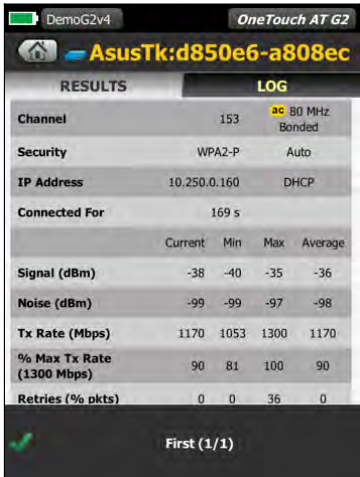 DemoG2v4 OneTouch AT G2
AsusTk:d850e6-a808ec
RESULTS LOG
Channel 153 ac 80 MHz Bonded
Security WPA2-P Auto
IP Address 10.250.0.160 DHCP
Connected For 169 s
Current Min Max Average
Signal (dBm) -38 -40 -35 -36
Noise (dBm) -99 -99 -97 -98
Tx Rate (Mbps) 1170 1053 1300 1170
% Max Tx Rate
(1300 Mbps) 90 81 100 90
Retries (% pkts) 0 0 36 0
First (1/1)